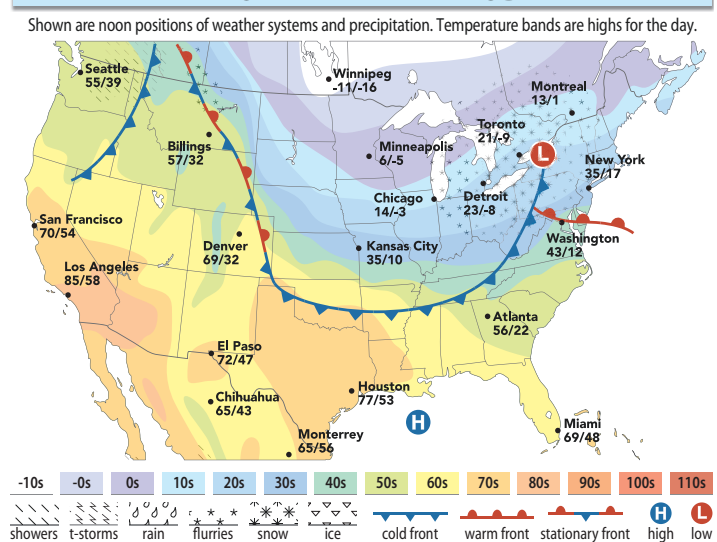 Shown are noon positions of weather systems and precipitation. Temperature bands are highs for the day.
Seattle
55/39
Winnipeg
-11/-16
Montreal
13/1
Toronto
21/-9
L
Billings
57/32
Minneapolis
6/-5
New York
35/17
Chicago
14/-3
Detroit
23/-8
San Francisco
70/54
Denver
69/32
Kansas City
35/10
Washington
43/12
Los Angeles
85/58
Atlanta
56/22
El Paso
72/47
Chihuahua
65/43
Houston
77/53
H
Miami
69/48
Monterrey
65/56
-10s -0s 0s 10s 20s 30s 40s 50s 60s 70s 80s 90s 100s 110s
H L
showers t-storms rain flurries snow ice cold front warm front stationary front high low